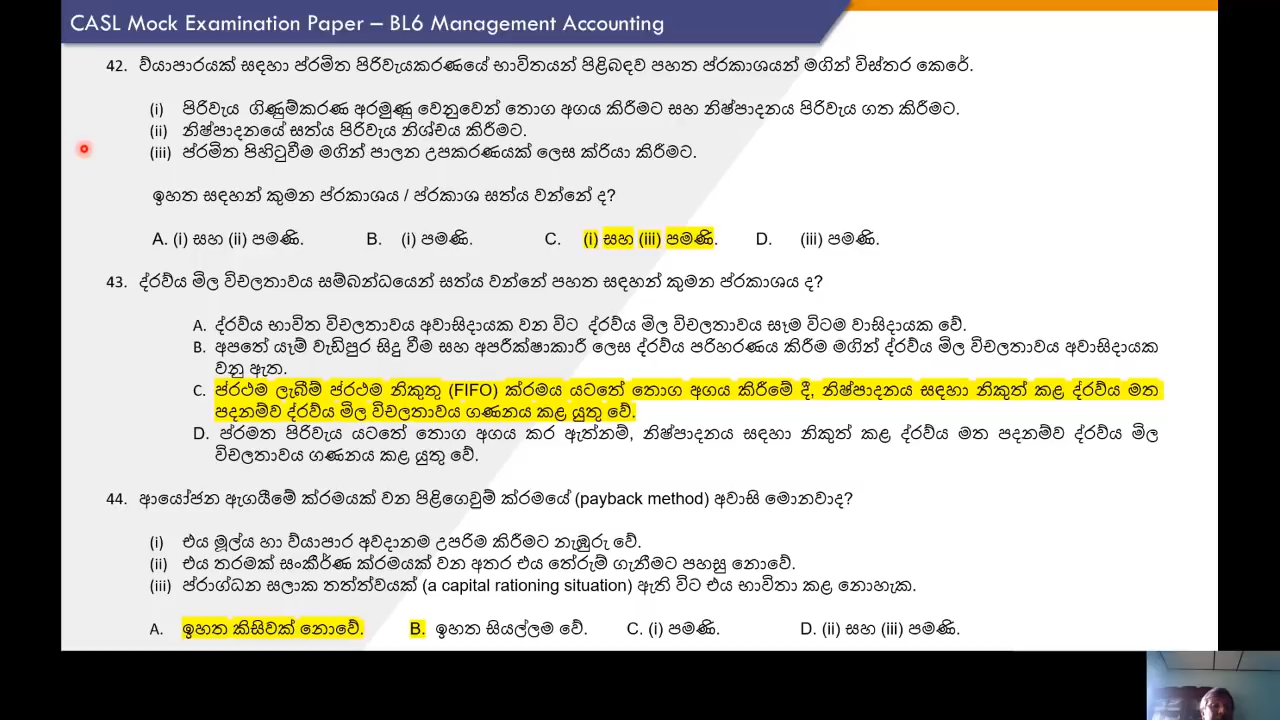 CASL Mock Examination Paper – BL6 Management Accounting
42. ව්යාපාරයක් සඳහා ප්රමිත පිරිවැයකරණයේ භාවිතයන් පිළිබඳව පහත ප්රකාශයන් මගින් විස්තර කෙරේ.
(i) පිරිවැය ගිණුම්කරණ අරමුණු වෙනුවෙන් තොග අගය කිරීමට සහ නිෂ්පාදනය පිරිවැය ගත කිරීමට.
(ii) නිෂ්පාදනයේ සත්ය පිරිවැය නිශ්චය කිරීමට.
(iii) ප්රමිත පිහිටුවීම මගින් පාලන උපකරණයක් ලෙස ක්රියා කිරීමට.
ඉහත සඳහන් කුමන ප්රකාශය / ප්රකාශ සත්ය වන්නේ ද?
A. (i) සහ (ii) පමණි. B. (i) පමණි. C. (i) සහ (iii) පමණි. D. (iii) පමණි.
43. ද්රව්ය මිල විචලතාවය සම්බන්ධයෙන් සත්ය වන්නේ පහත සඳහන් කුමන ප්රකාශය ද?
A. ද්රව්ය භාවිත විචලතාවය අවාසිදායක වන විට ද්රව්ය මිල විචලතාවය සෑම විටම වාසිදායක වේ.
B. අපතේ යෑම් වැඩිපුර සිදු වීම සහ අපරීක්ෂාකාරී ලෙස ද්රව්ය පරිහරණය කිරීම මගින් ද්රව්ය මිල විචලතාවය අවාසිදායක
වනු ඇත.
C. ප්රථම ලැබීම් ප්රථම නිකුතු (FIFO) ක්රමය යටතේ තොග අගය කිරීමේ දී, නිෂ්පාදනය සඳහා නිකුත් කළ ද්රව්ය මත
පදනම්ව ද්රව්ය මිල විචලතාවය ගණනය කළ යුතු වේ.
D. ප්රමත පිරිවැය යටතේ තොග අගය කර ඇත්නම්, නිෂ්පාදනය සඳහා නිකුත් කළ ද්රව්ය මත පදනම්ව ද්රව්ය මිල
විචලතාවය ගණනය කළ යුතු වේ.
44. ආයෝජන ඇගයීමේ ක්රමයක් වන පිළිගෙවුම් ක්රමයේ (payback method) අවාසි මොනවාද?
(i) එය මූල්ය හා ව්යාපාර අවදානම උපරිම කිරීමට නැඹුරු වේ.
(ii) එය තරමක් සංකීර්ණ ක්රමයක් වන අතර එය තේරුම් ගැනීමට පහසු නොවේ.
(iii) ප්රාග්ධන සලාක තත්ත්වයක් (a capital rationing situation) ඇති විට එය භාවිතා කළ නොහැක.
A. ඉහත කිසිවක් නොවේ. B. ඉහත සියල්ලම වේ. C. (i) පමණි. D. (ii) සහ (iii) පමණි.